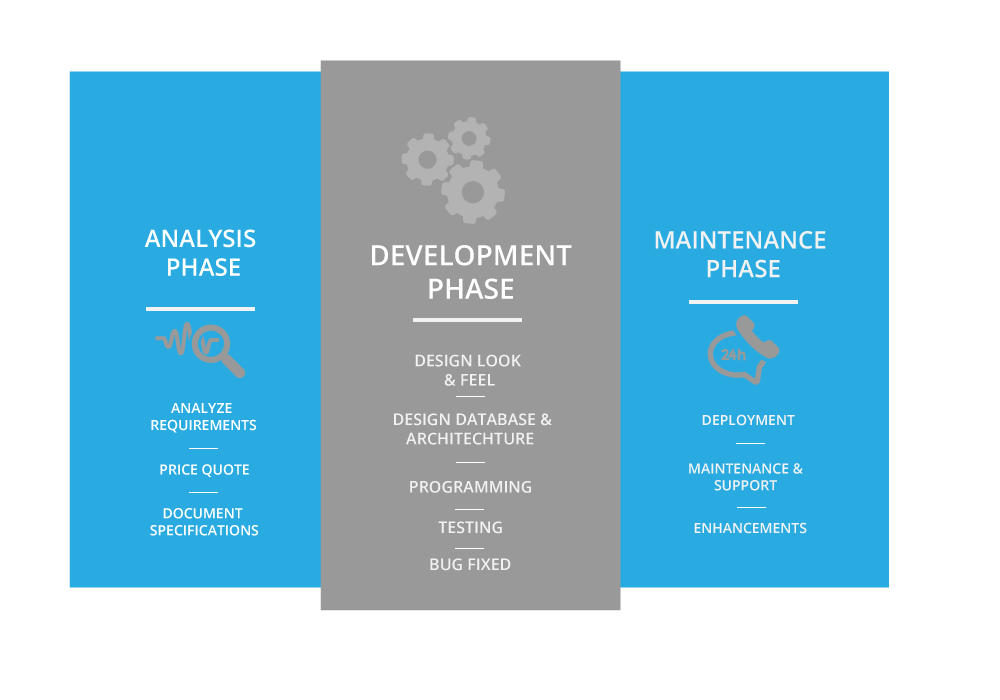 ANALYSIS
PHASE
ANALYZE
REQUIREMENTS
PRICE QUOTE
DOCUMENT
SPECIFICATIONS
DEVELOPMENT
PHASE
DESIGN LOOK
& FEEL
DESIGN DATABASE &
ARCHITECHTURE
PROGRAMMING
TESTING
BUG FIXED
MAINTENANCE
PHASE
24h
DEPLOYMENT
MAINTENANCE &
SUPPORT
ENHANCEMENTS